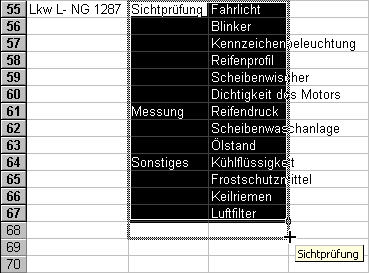 55 Lkw L- NG 1287 Sichtprüfung Fahrlicht
56 Blinker
57 Kennzeichenbeleuchtung
58 Reifenprofil
59 Scheibenwischer
60 Dichtigkeit des Motors
61 Messung Reifendruck
62 Scheibenwaschanlage
63 Ölstand
64 Sonstiges Kühlflüssigkeit
65 Frostschutzmittel
66 Keilriemen
67 Luftfilter
68
69 Sichtprüfung
70